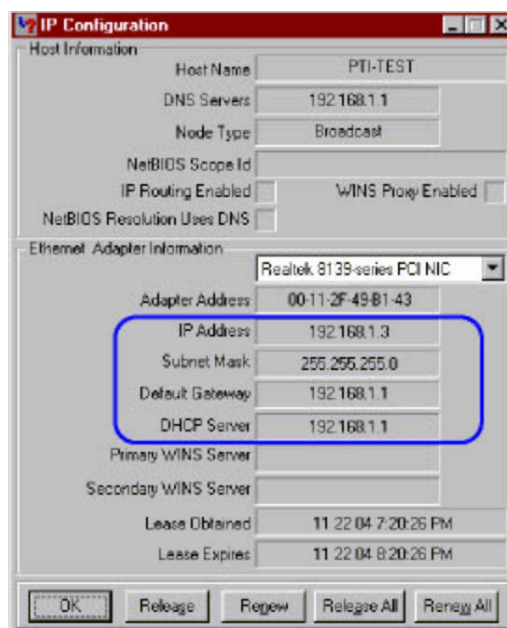 IP Configuration
Host Information
Host Name PTI-TEST
DNS Servers 192.168.1.1
Node Type Broadcast
NetBIOS Scope Id
IP Routing Enabled WINS Proxy Enabled
NetBIOS Resolution Uses DNS
Ethernet Adapter Information
Realtek 8139-series PCI NIC
Adapter Address 00-11-2F-49-B1-43
IP Address 192.168.1.3
Subnet Mask 255.255.255.0
Default Gateway 192.168.1.1
DHCP Server 192.168.1.1
Primary WINS Server
Secondary WINS Server
Lease Obtained 11 22 04 7:20:26 PM
Lease Expires 11 22 04 8:20:26 PM
OK Release Renew Release All Renew All